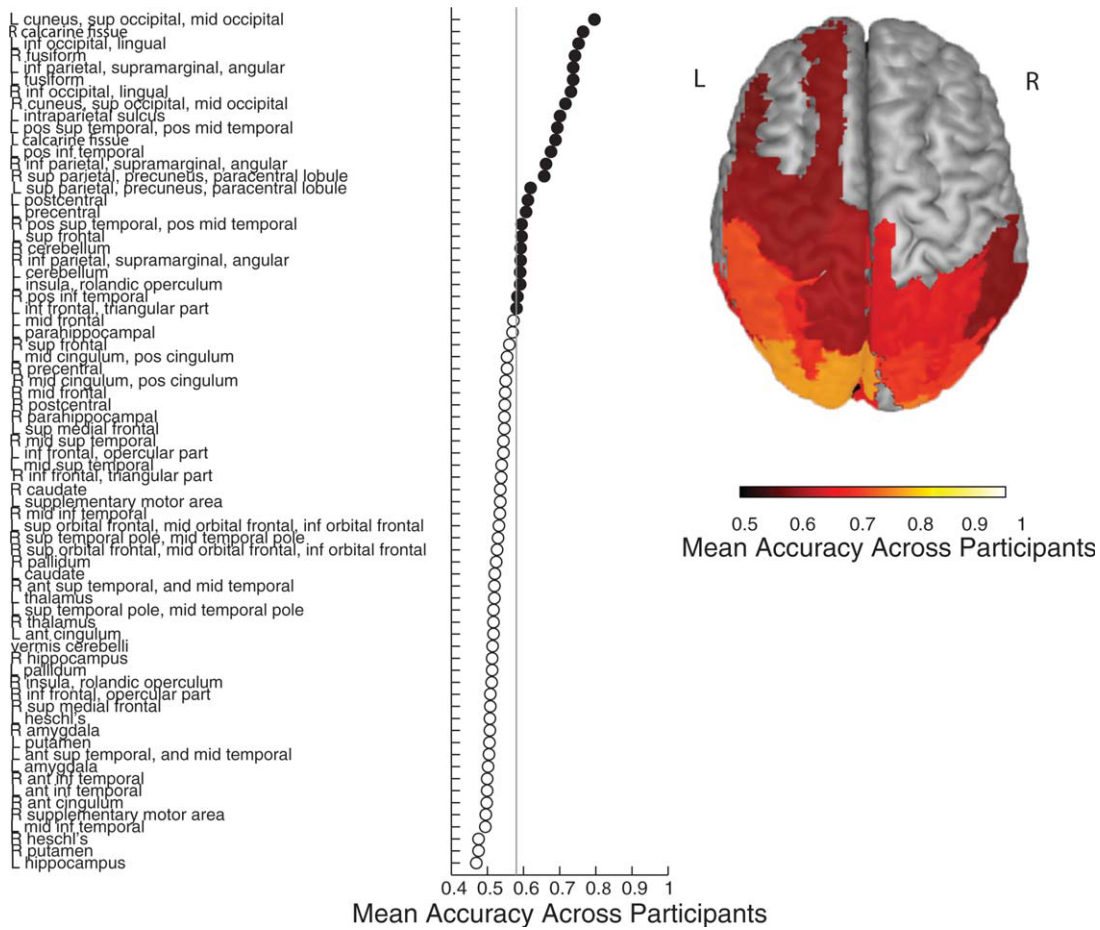 L cuneus, sup occipital, mid occipital
R calcarine fissue
L inf occipital, lingual
R fusiform
L inf parietal, supramarginal, angular
L fusiform
R inf occipital, lingual
R cuneus, sup occipital, mid occipital
L intraparietal sulcus
L pos sup temporal, pos mid temporal
L calcarine fissue
L pos inf temporal
R inf parietal, supramarginal, angular
R sup parietal, precuneus, paracentral lobule
L sup parietal, precuneus, paracentral lobule
L postcentral
L precentral
R pos sup temporal, pos mid temporal
L sup frontal
R cerebellum
R inf parietal, supramarginal, angular
L cerebellum
L insula, rolandic operculum
R pos inf temporal
L inf frontal, triangular part
L mid frontal
L parahippocampal
R sup frontal
L mid cingulum, pos cingulum
R precentral
R mid cingulum, pos cingulum
R mid frontal
R postcentral
R parahippocampal
L sup medial frontal
R mid sup temporal
L inf frontal, opercular part
L mid sup temporal
R inf frontal, triangular part
R caudate
L supplementary motor area
R mid inf temporal
L sup orbital frontal, mid orbital frontal, inf orbital frontal
R sup temporal pole, mid temporal pole
R sup orbital frontal, mid orbital frontal, inf orbital frontal
R pallidum
L caudate
R ant sup temporal, and mid temporal
L thalamus
L sup temporal pole, mid temporal pole
R thalamus
L ant cingulum
vermis cerebelli
R hippocampus
L pallidum
R insula, rolandic operculum
R inf frontal, opercular part
R sup medial frontal
L heschl's
R amygdala
L putamen
L ant sup temporal, and mid temporal
L amygdala
R ant inf temporal
L ant inf temporal
R ant cingulum
R supplementary motor area
L mid inf temporal
R heschl's
R putamen
L hippocampus
0.4 0.5 0.6 0.7 0.8 0.9 1
Mean Accuracy Across Participants
L R
0.5 0.6 0.7 0.8 0.9 1
Mean Accuracy Across Participants